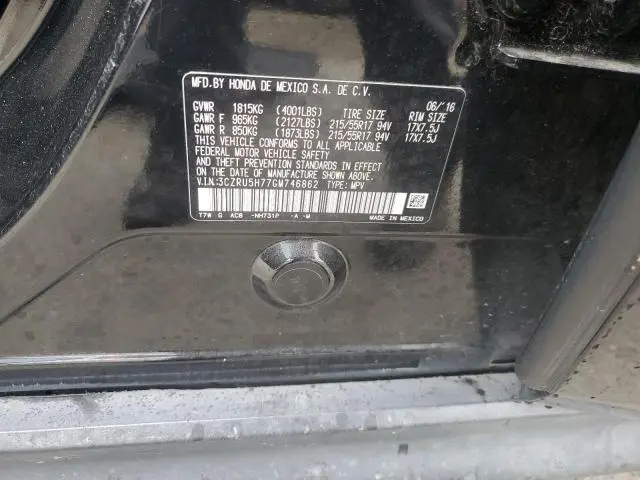 MFD.BY HONDA DE MEXICO S.A. DE C.V.
GVWR 1815KG (4001LBS) TIRE SIZE 06/'16 RIM SIZE
GAWR F 965KG (2127LBS) 215/55R17 94V 17X7.5J
GAWR R 850KG (1873LBS) 215/55R17 94V 17X7.5J
THIS VEHICLE CONFORMS TO ALL APPLICABLE
FEDERAL MOTOR VEHICLE SAFETY
AND THEFT PREVENTION STANDARDS IN EFFECT
ON THE DATE OF MANUFACTURE SHOWN ABOVE.
V.I.N:3CZRU5H77GM746862 TYPE: MPV
T7W G AC8 -NH731P -A -M MADE IN MEXICO